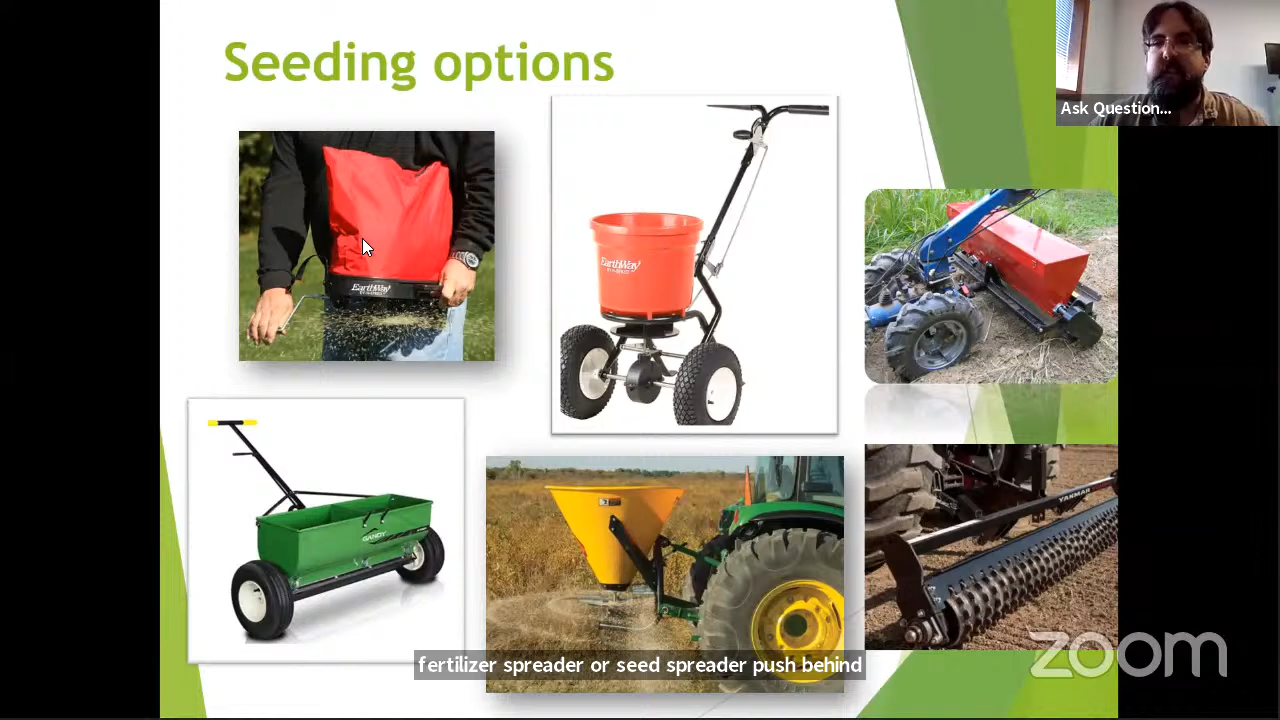 Seeding options
Ask Question...
EarthWay
EarthWay
GANDY
YANMAR
fertilizer spreader or seed spreader push behind
zoom